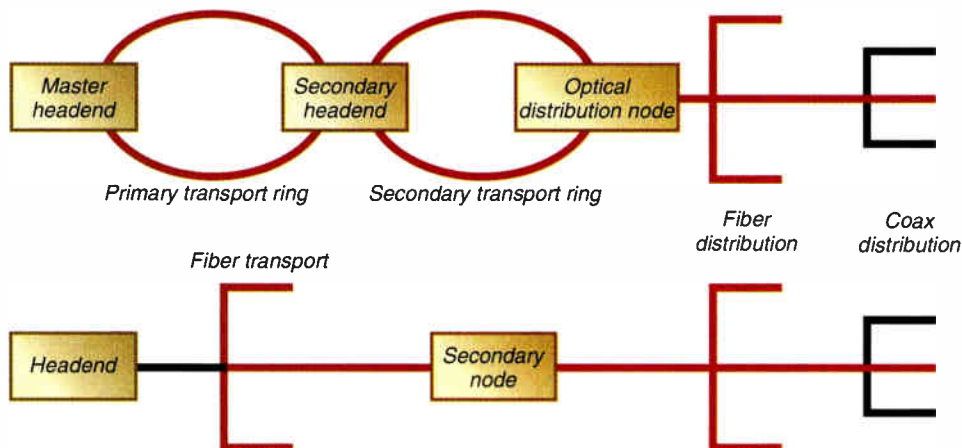 Master
headend
Secondary
headend
Optical
distribution node
Primary transport ring
Secondary transport ring
Fiber
distribution
Coax
distribution
Fiber transport
Headend
Secondary
node